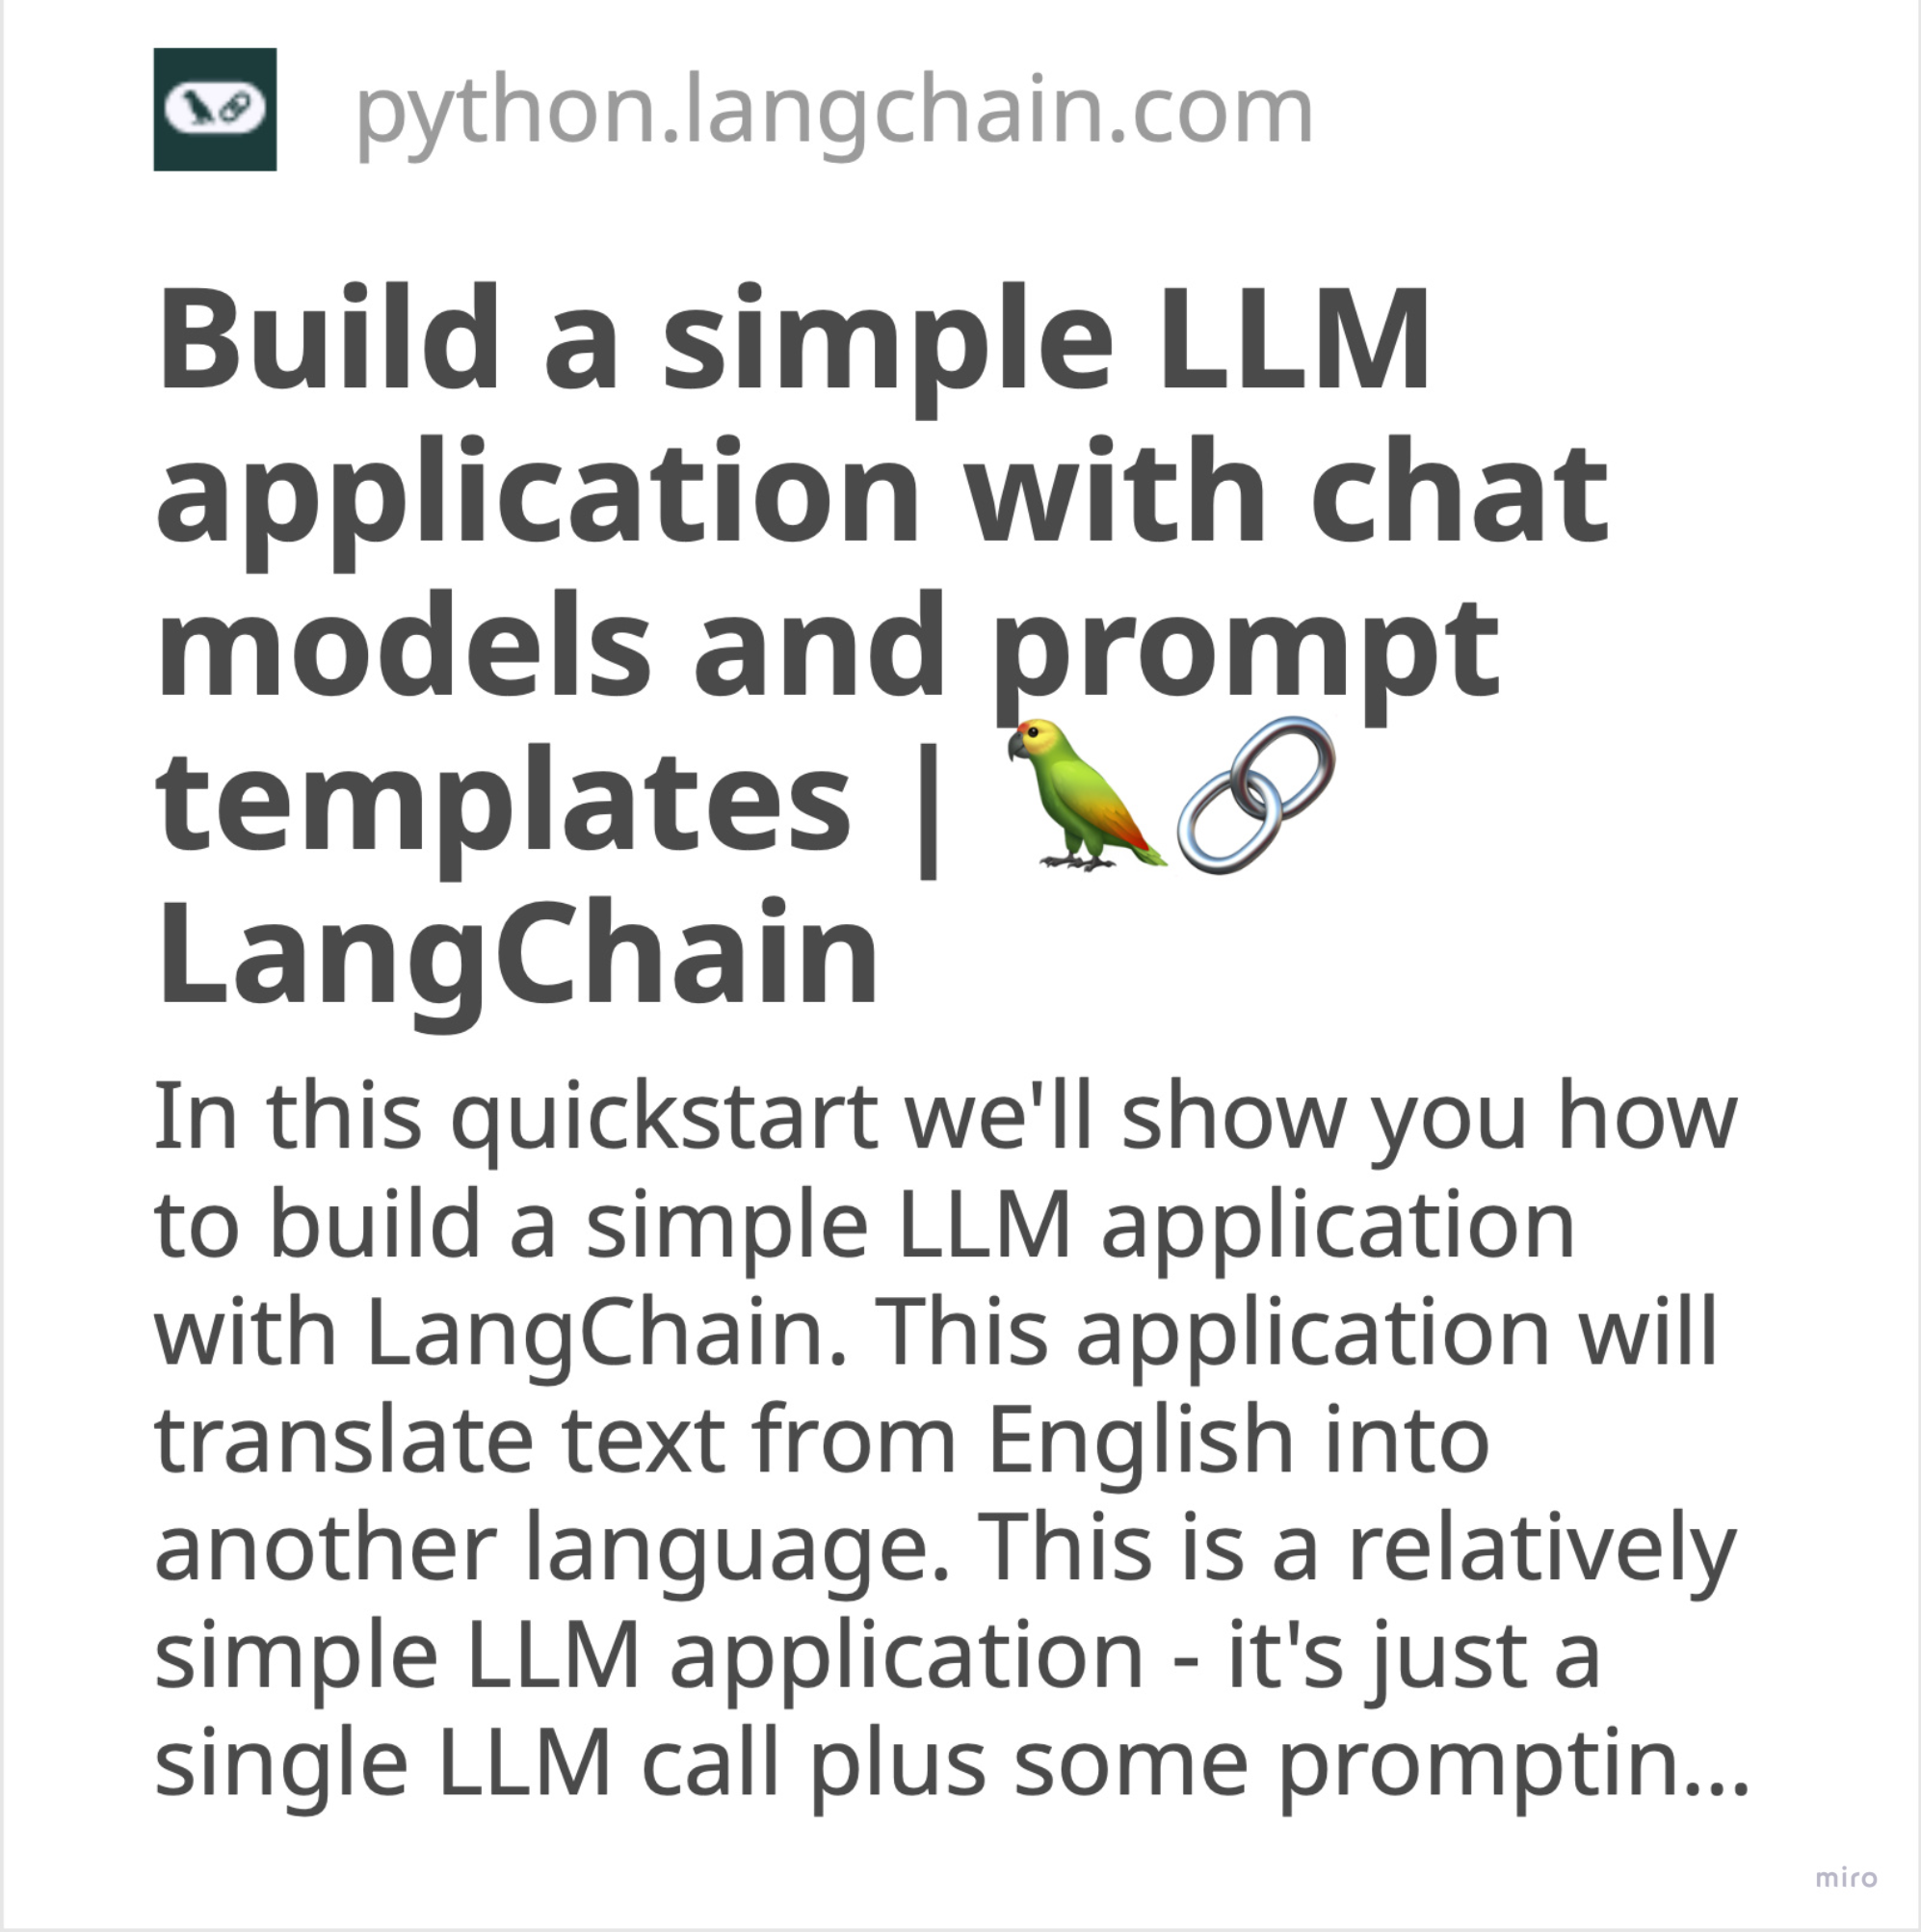 python.langchain.com
Build a simple LLM
application with chat
models and prompt
templates | 🦜🔗
LangChain
In this quickstart we'll show you how
to build a simple LLM application
with LangChain. This application will
translate text from English into
another language. This is a relatively
simple LLM application - it's just a
single LLM call plus some promptin...
miro